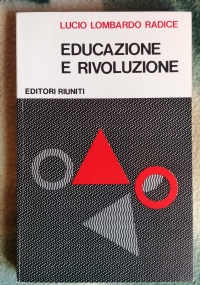 LUCIO LOMBARDO RADICE
EDUCAZIONE
E RIVOLUZIONE
EDITORI RIUNITI